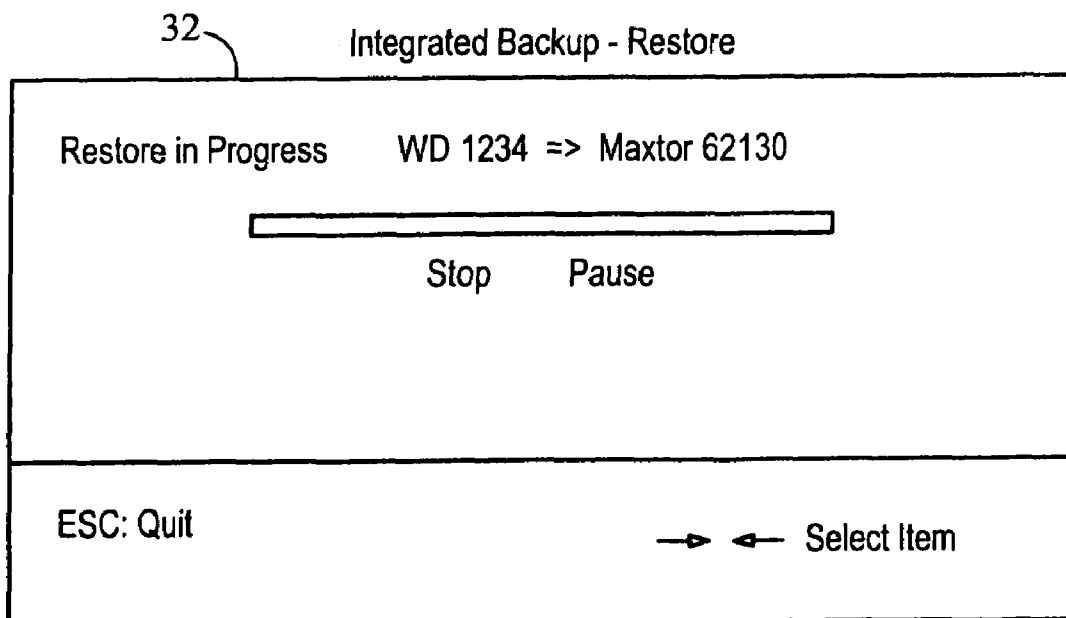 32
Integrated Backup - Restore
Restore in Progress WD 1234 => Maxtor 62130
Stop Pause
ESC: Quit
Select Item